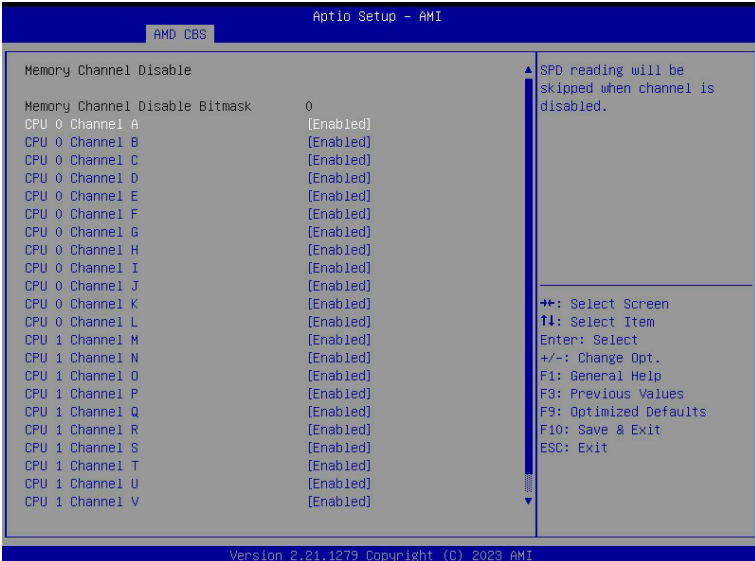 Aptio Setup - AMI
AMD CBS
Memory Channel Disable
Memory Channel Disable Bitmask 0
CPU 0 Channel A [Enabled]
CPU 0 Channel B [Enabled]
CPU 0 Channel C [Enabled]
CPU 0 Channel D [Enabled]
CPU 0 Channel E [Enabled]
CPU 0 Channel F [Enabled]
CPU 0 Channel G [Enabled]
CPU 0 Channel H [Enabled]
CPU 0 Channel I [Enabled]
CPU 0 Channel J [Enabled]
CPU 0 Channel K [Enabled]
CPU 0 Channel L [Enabled]
CPU 1 Channel M [Enabled]
CPU 1 Channel N [Enabled]
CPU 1 Channel O [Enabled]
CPU 1 Channel P [Enabled]
CPU 1 Channel Q [Enabled]
CPU 1 Channel R [Enabled]
CPU 1 Channel S [Enabled]
CPU 1 Channel T [Enabled]
CPU 1 Channel U [Enabled]
CPU 1 Channel V [Enabled]
SPD reading will be
skipped when channel is
disabled.
→←: Select Screen
↑↓: Select Item
Enter: Select
+/-: Change Opt.
F1: General Help
F3: Previous Values
F9: Optimized Defaults
F10: Save & Exit
ESC: Exit
Version 2.21.1279 Copyright (C) 2023 AMI